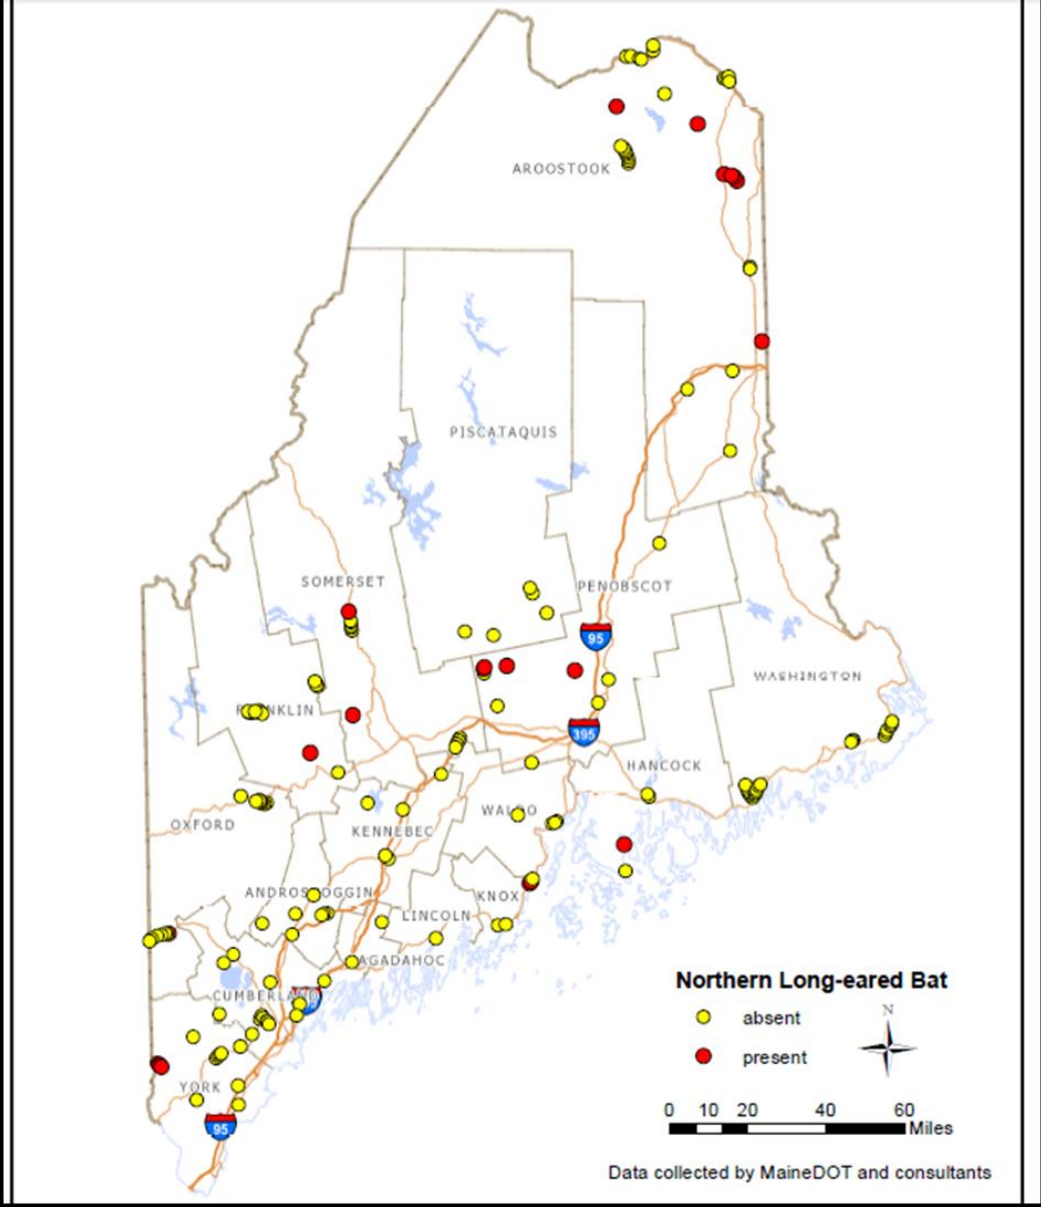 AROOSTOOK
PISCATAQUIS
SOMERSET
PENOBSCOT
95
WASHINGTON
FRANKLIN
395
HANCOCK
OXFORD
WALDO
KENNEBEC
ANDROSCOGGIN
KNOX
LINCOLN
AGADAHOC
CUMBERLAND
YORK
95
Northern Long-eared Bat
absent
N
present
0 10 20 40 60
Miles
Data collected by MaineDOT and consultants